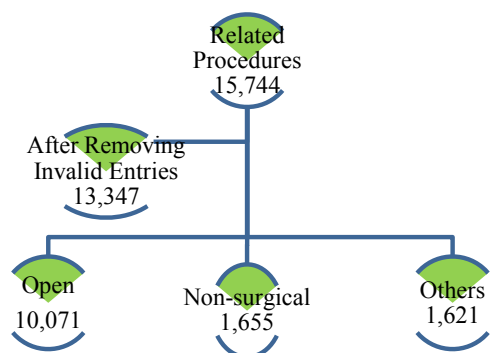 Related
Procedures
15,744
After Removing
Invalid Entries
13,347
Open
10,071
Non-surgical
1,655
Others
1,621